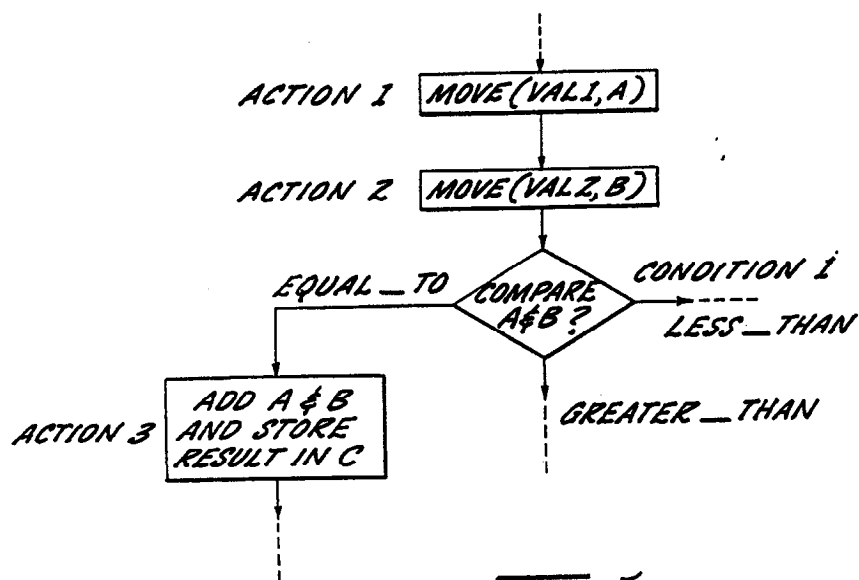 ACTION 1
MOVE(VAL1,A)
ACTION 2
MOVE(VAL2,B)
EQUAL_TO
COMPARE
A&B?
CONDITION 1
LESS_THAN
GREATER_THAN
ACTION 3
ADD A & B
AND STORE
RESULT IN C